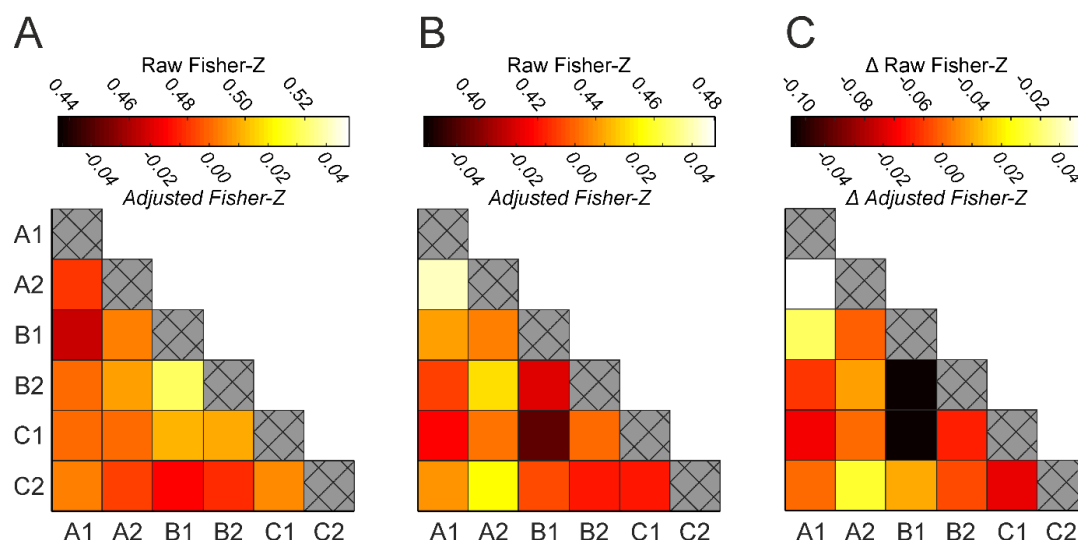 A B C
Raw Fisher-Z Raw Fisher-Z Δ Raw Fisher-Z
0.44 0.46 0.48 0.50 0.52 0.40 0.42 0.44 0.46 0.48 -0.10 -0.08 -0.06 -0.04 -0.02
-0.04 -0.02 0.00 0.02 0.04 -0.04 -0.02 0.00 0.02 0.04 -0.04 -0.02 0.00 0.02 0.04
Adjusted Fisher-Z Adjusted Fisher-Z Δ Adjusted Fisher-Z
A1
A2
B1
B2
C1
C2
A1 A2 B1 B2 C1 C2 A1 A2 B1 B2 C1 C2 A1 A2 B1 B2 C1 C2